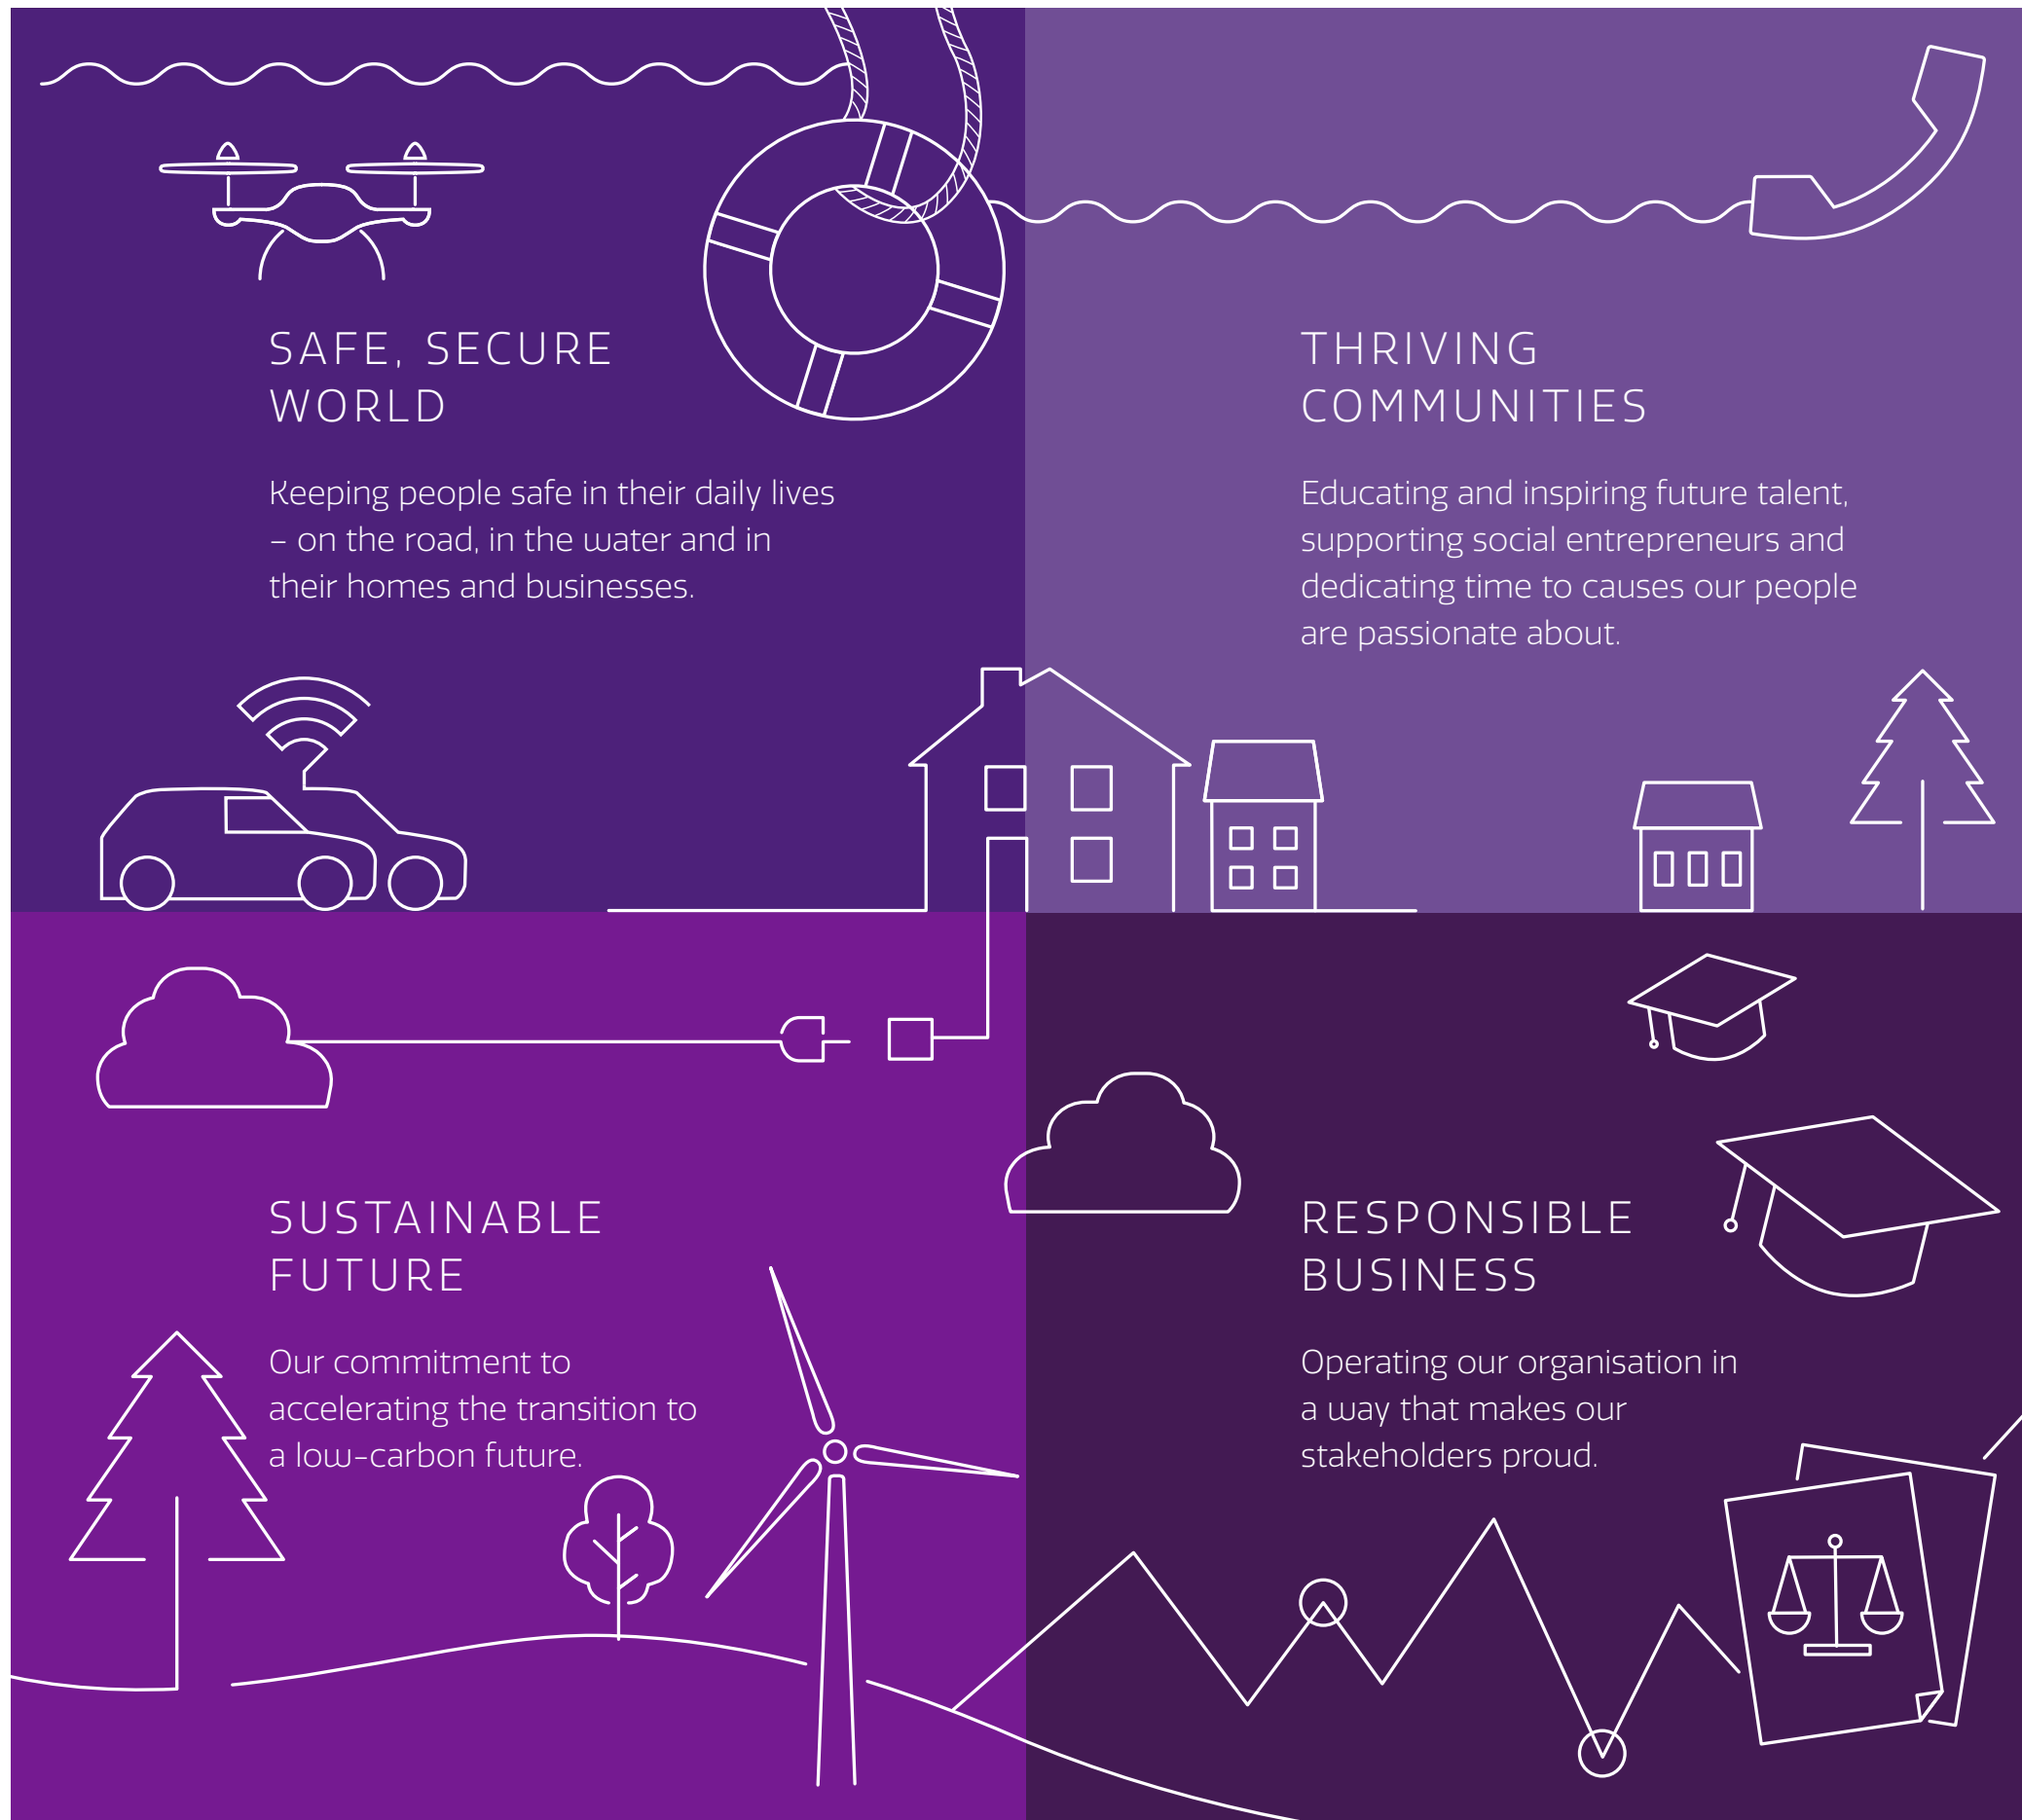 SAFE, SECURE
WORLD
Keeping people safe in their daily lives
– on the road, in the water and in
their homes and businesses.
THRIVING
COMMUNITIES
Educating and inspiring future talent,
supporting social entrepreneurs and
dedicating time to causes our people
are passionate about.
SUSTAINABLE
FUTURE
Our commitment to
accelerating the transition to
a low-carbon future.
RESPONSIBLE
BUSINESS
Operating our organisation in
a way that makes our
stakeholders proud.